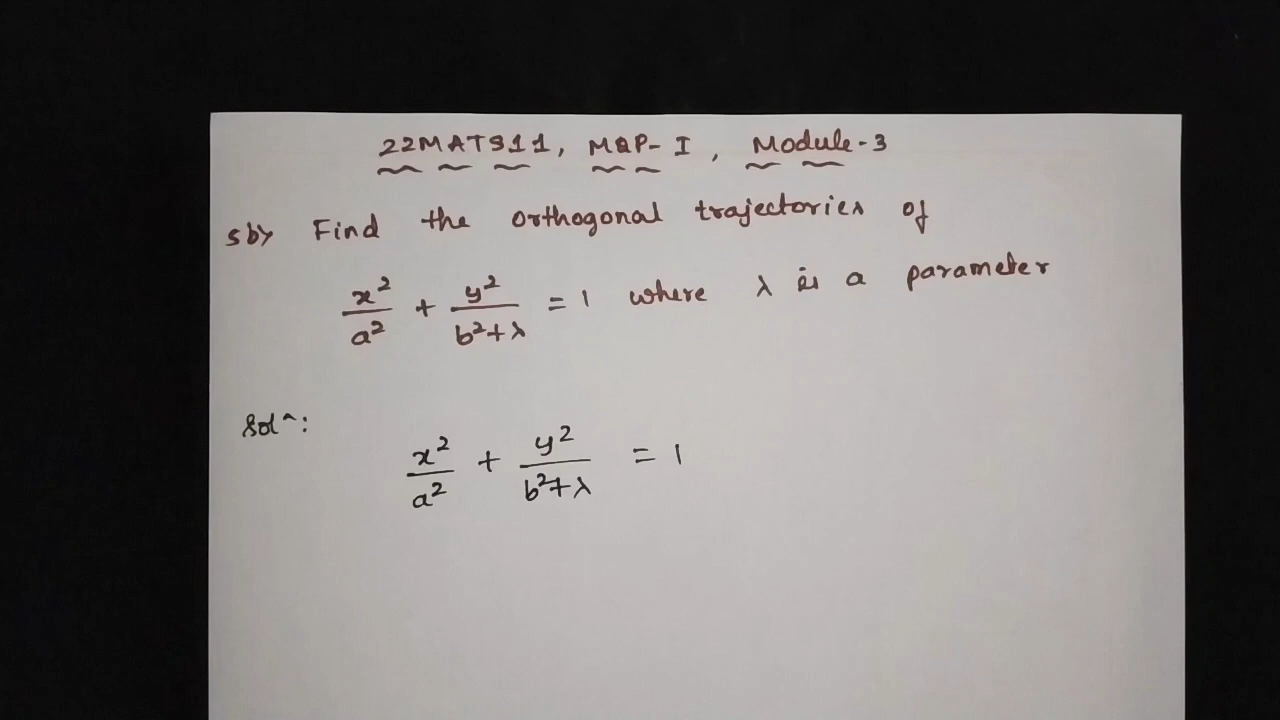 22MATS11, MQP-I, Module-3
5b) Find the orthogonal trajectories of
x²/a² + y²/(b²+λ) = 1 where λ is a parameter
Solⁿ:
x²/a² + y²/(b²+λ) = 1